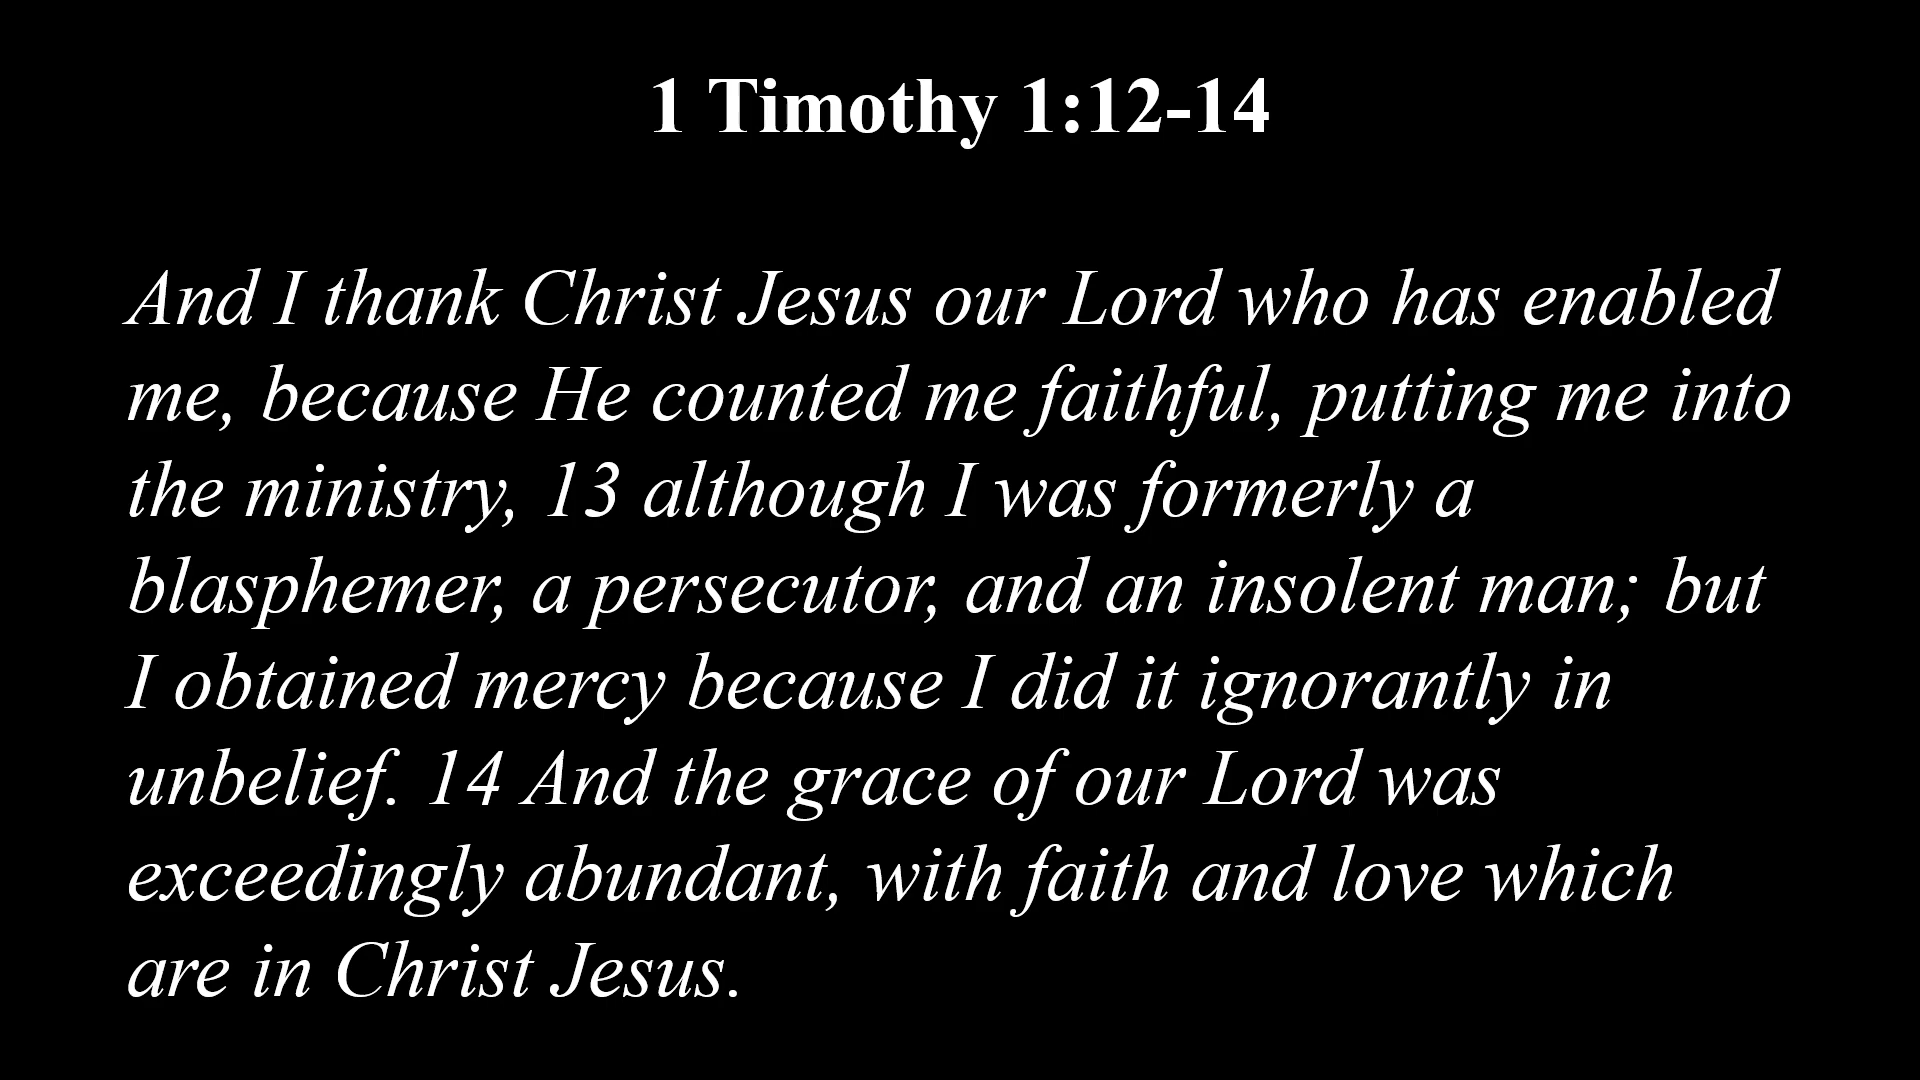 1 Timothy 1:12-14
And I thank Christ Jesus our Lord who has enabled
me, because He counted me faithful, putting me into
the ministry, 13 although I was formerly a
blasphemer, a persecutor, and an insolent man; but
I obtained mercy because I did it ignorantly in
unbelief. 14 And the grace of our Lord was
exceedingly abundant, with faith and love which
are in Christ Jesus.